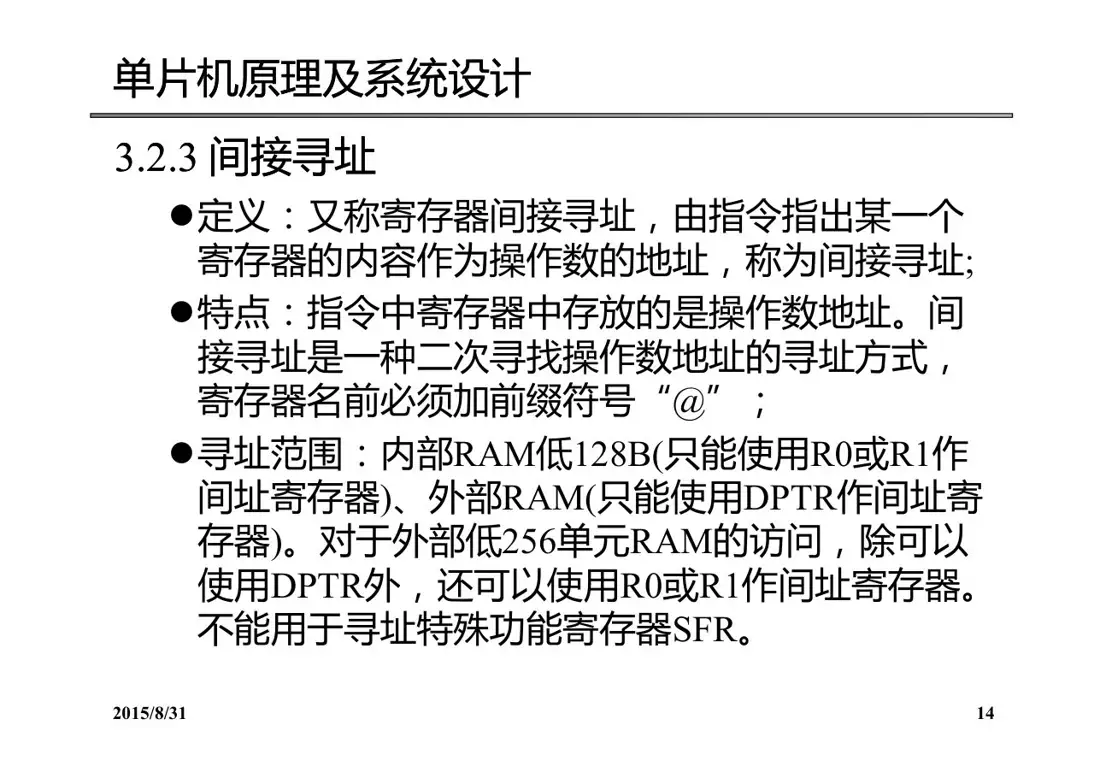 单片机原理及系统设计
3.2.3 间接寻址
●定义：又称寄存器间接寻址，由指令指出某一个
寄存器的内容作为操作数的地址，称为间接寻址;
●特点：指令中寄存器中存放的是操作数地址。间
接寻址是一种二次寻找操作数地址的寻址方式，
寄存器名前必须加前缀符号“@”；
●寻址范围：内部RAM低128B(只能使用R0或R1作
间址寄存器)、外部RAM(只能使用DPTR作间址寄
存器)。对于外部低256单元RAM的访问，除可以
使用DPTR外，还可以使用R0或R1作间址寄存器。
不能用于寻址特殊功能寄存器SFR。
2015/8/31
14